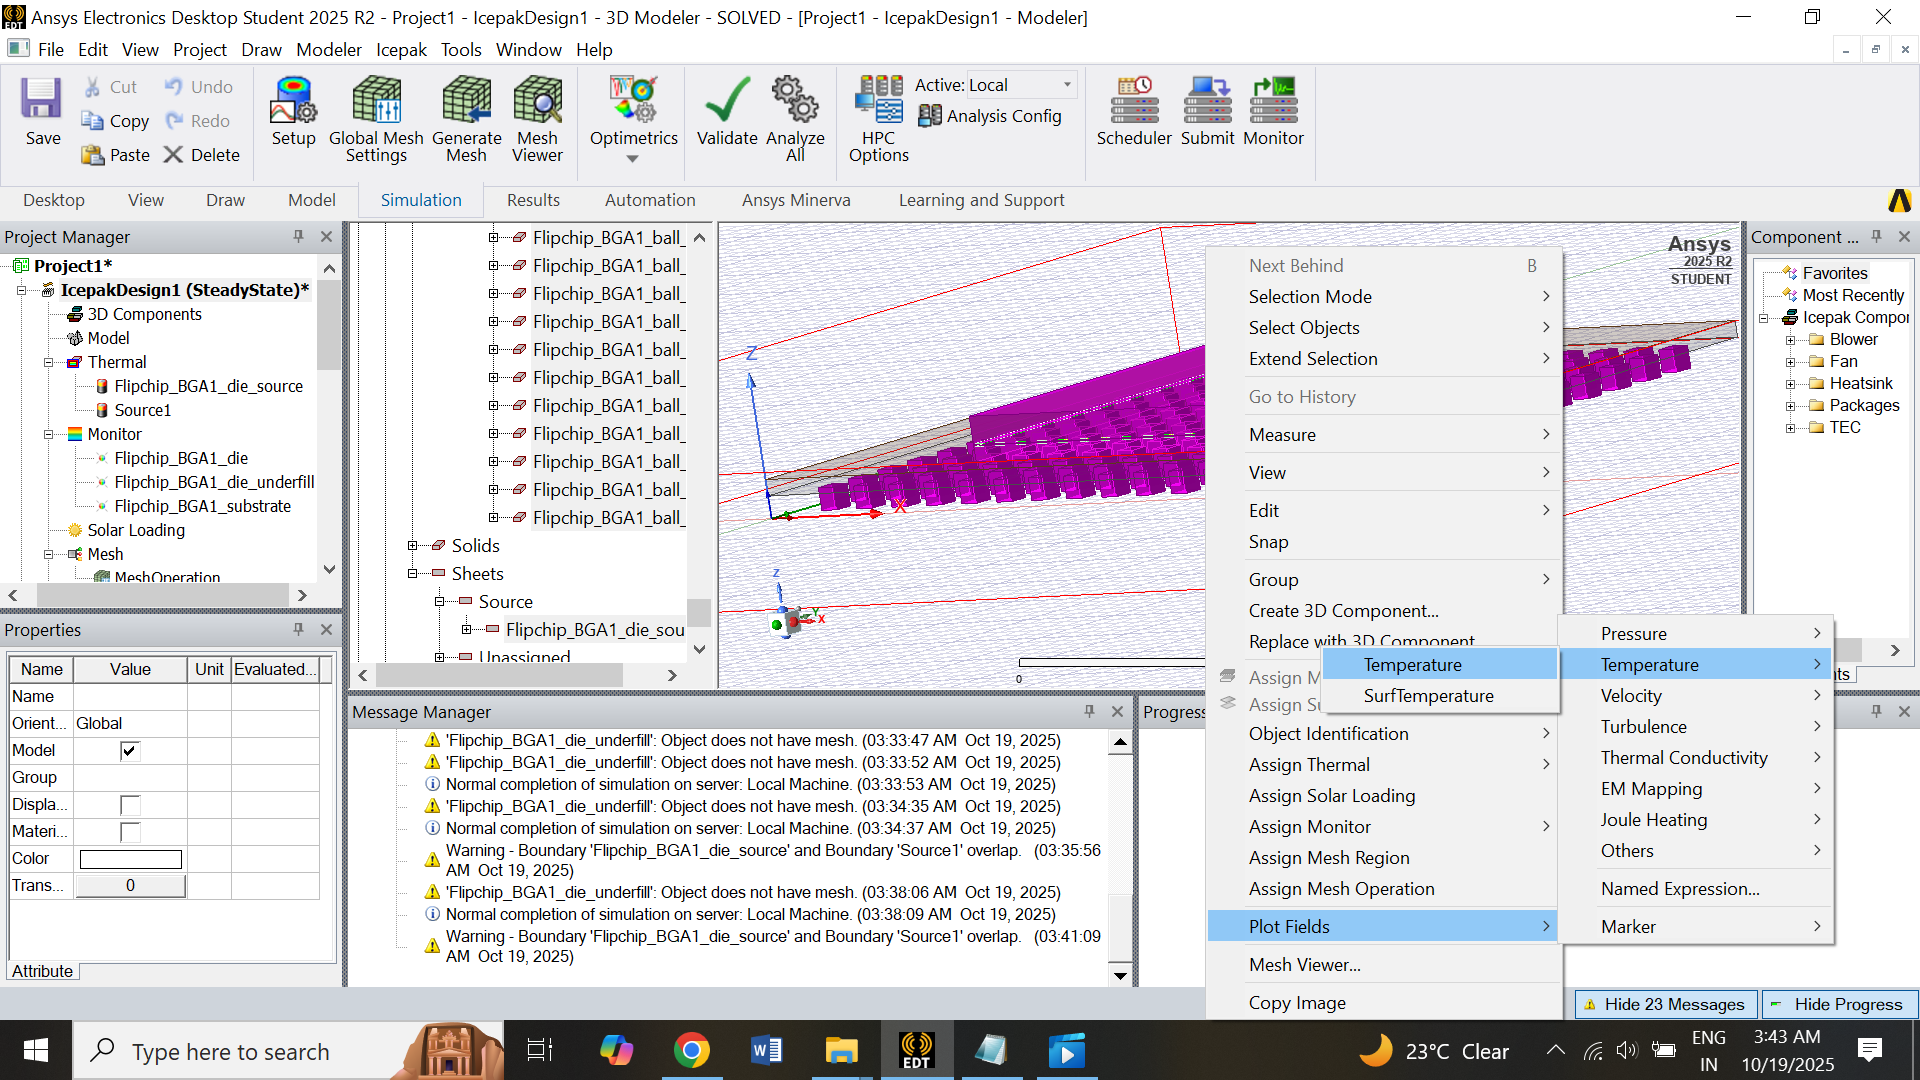 Ansys Electronics Desktop Student 2025 R2 - Project1 - IcepakDesign1 - 3D Modeler - SOLVED - [Project1 - IcepakDesign1 - Modeler]
File Edit View Project Draw Modeler Icepak Tools Window Help
Save
Cut
Copy
Paste
Undo
Redo
Delete
Setup
Global Mesh Settings
Generate Mesh
Mesh Viewer
Optimetrics
Validate
Analyze All
HPC Options
Active: Local
Analysis Config
Scheduler
Submit
Monitor
Desktop View Draw Model Simulation Results Automation Ansys Minerva Learning and Support
Project Manager
Project1*
IcepakDesign1 (SteadyState)*
3D Components
Model
Thermal
Flipchip_BGA1_die_source
Source1
Monitor
Flipchip_BGA1_die
Flipchip_BGA1_die_underfill
Flipchip_BGA1_substrate
Solar Loading
Mesh
MeshOperation
Properties
Name Value Unit Evaluated...
Name
Orient... Global
Model
Group
Displa...
Materi...
Color
Trans... 0
Attribute
Flipchip_BGA1_ball_
Flipchip_BGA1_ball_
Flipchip_BGA1_ball_
Flipchip_BGA1_ball_
Flipchip_BGA1_ball_
Flipchip_BGA1_ball_
Flipchip_BGA1_ball_
Flipchip_BGA1_ball_
Flipchip_BGA1_ball_
Flipchip_BGA1_ball_
Flipchip_BGA1_ball_
Solids
Sheets
Source
Flipchip_BGA1_die_sou
Unassigned
Z
X
Z
Y
X
0
Ansys
2025 R2
STUDENT
Next Behind B
Selection Mode
Select Objects
Extend Selection
Go to History
Measure
View
Edit
Snap
Group
Create 3D Component...
Replace with 3D Component
Assign M
Assign Su
Object Identification
Assign Thermal
Assign Solar Loading
Assign Monitor
Assign Mesh Region
Assign Mesh Operation
Plot Fields
Mesh Viewer...
Copy Image
Temperature
SurfTemperature
Pressure
Temperature
Velocity
Turbulence
Thermal Conductivity
EM Mapping
Joule Heating
Others
Named Expression...
Marker
Component ...
Favorites
Most Recently
Icepak Compor
Blower
Fan
Heatsink
Packages
TEC
nts
Message Manager
'Flipchip_BGA1_die_underfill': Object does not have mesh. (03:33:47 AM Oct 19, 2025)
'Flipchip_BGA1_die_underfill': Object does not have mesh. (03:33:52 AM Oct 19, 2025)
Normal completion of simulation on server: Local Machine. (03:33:53 AM Oct 19, 2025)
'Flipchip_BGA1_die_underfill': Object does not have mesh. (03:34:35 AM Oct 19, 2025)
Normal completion of simulation on server: Local Machine. (03:34:37 AM Oct 19, 2025)
Warning - Boundary 'Flipchip_BGA1_die_source' and Boundary 'Source1' overlap. (03:35:56
AM Oct 19, 2025)
'Flipchip_BGA1_die_underfill': Object does not have mesh. (03:38:06 AM Oct 19, 2025)
Normal completion of simulation on server: Local Machine. (03:38:09 AM Oct 19, 2025)
Warning - Boundary 'Flipchip_BGA1_die_source' and Boundary 'Source1' overlap. (03:41:09
AM Oct 19, 2025)
Progress
Hide 23 Messages
Hide Progress
Type here to search
EDT
23°C Clear
ENG
IN
3:43 AM
10/19/2025